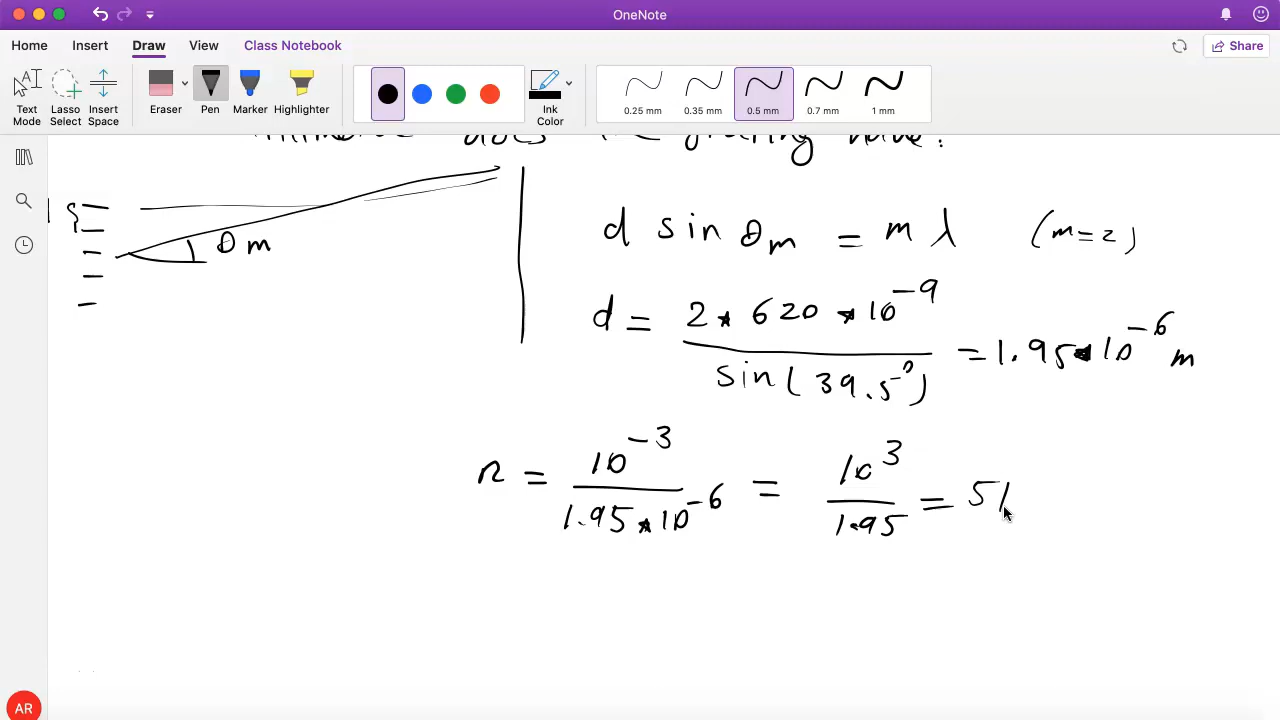 OneNote
Home Insert Draw View Class Notebook Share
Text Mode Lasso Select Insert Space Eraser Pen Marker Highlighter Ink Color 0.25 mm 0.35 mm 0.5 mm 0.7 mm 1 mm
does grating have?
θm
d sin θm = m λ (m=2)
d = 2 * 620 * 10^-9 / sin(39.5°) = 1.95 * 10^-6 m
n = 10^-3 / 1.95 * 10^-6 = 10^3 / 1.95 = 51
AR